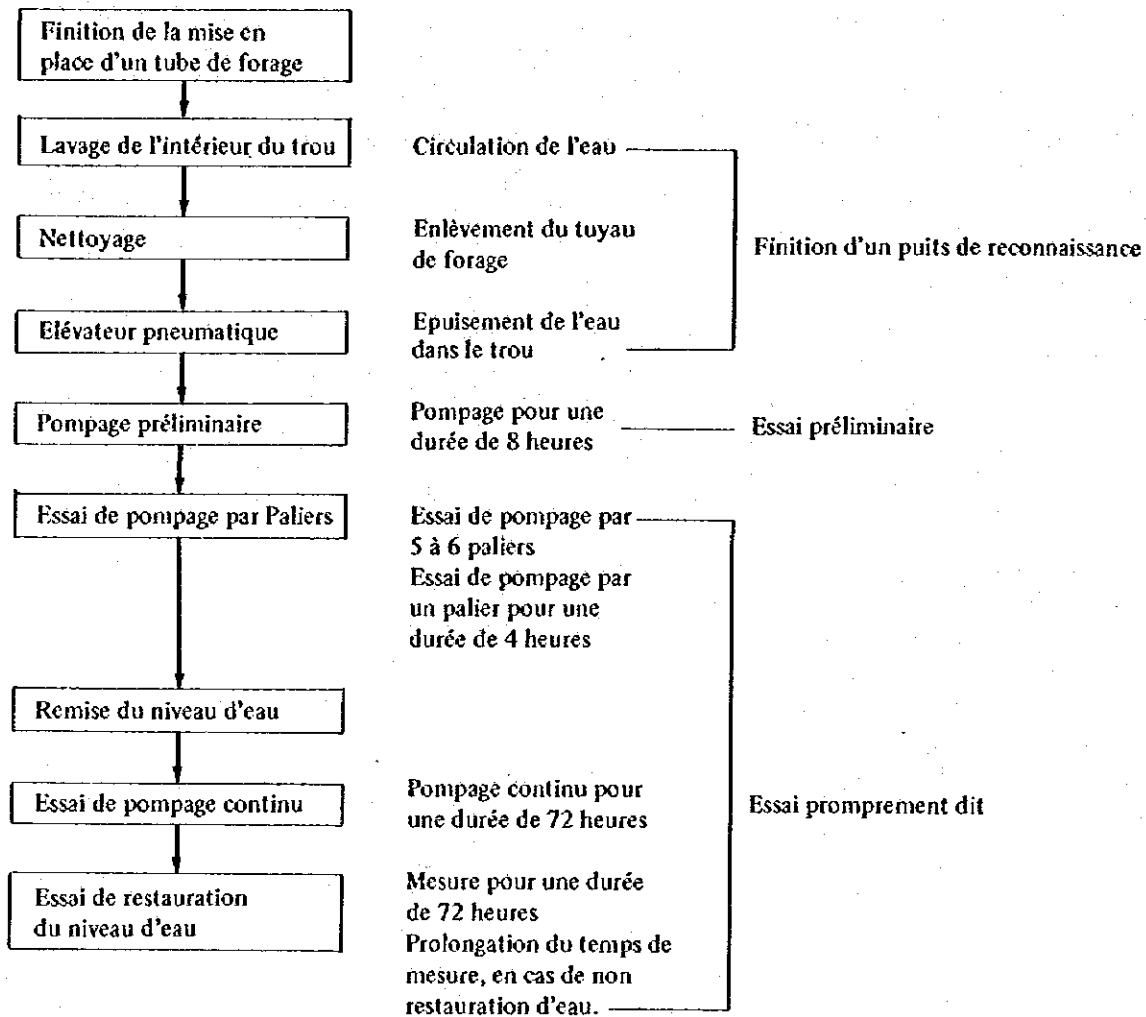 Finition de la mise en
place d'un tube de forage
Lavage de l'intérieur du trou
Circulation de l'eau
Nettoyage
Enlèvement du tuyau
de forage
Finition d'un puits de reconnaissance
Elévateur pneumatique
Epuisement de l'eau
dans le trou
Pompage préliminaire
Pompage pour une
durée de 8 heures
Essai préliminaire
Essai de pompage par Paliers
Essai de pompage par
5 à 6 paliers
Essai de pompage par
un palier pour une
durée de 4 heures
Remise du niveau d'eau
Essai de pompage continu
Pompage continu pour
une durée de 72 heures
Essai promprement dit
Essai de restauration
du niveau d'eau
Mesure pour une durée
de 72 heures
Prolongation du temps de
mesure, en cas de non
restauration d'eau.